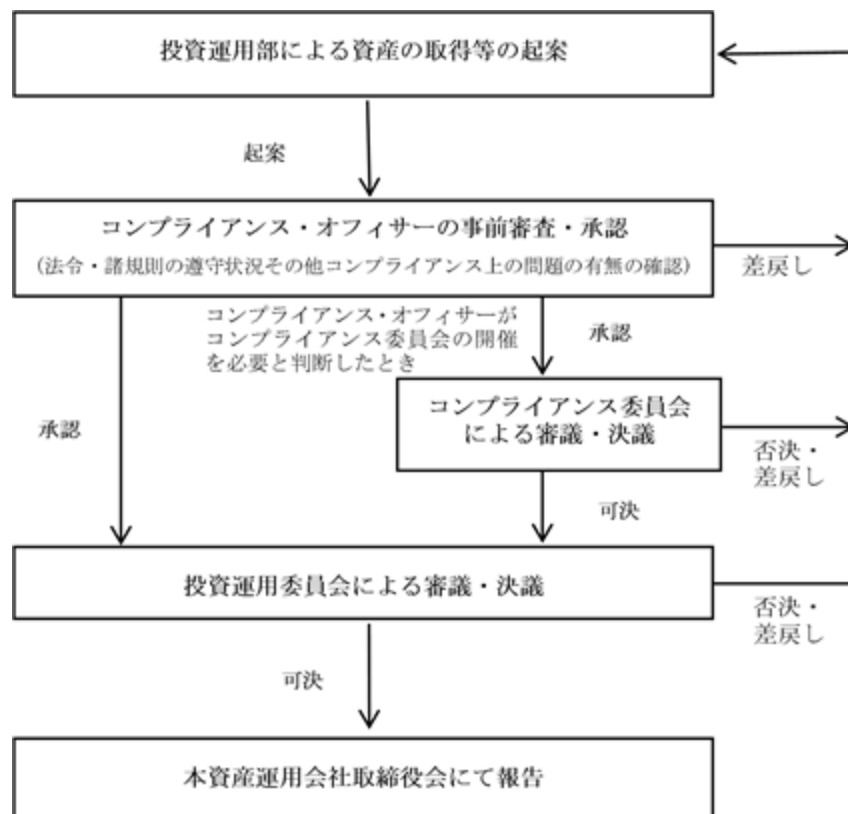 投資運用部による資産の取得等の起案
起案
コンプライアンス・オフィサーの事前審査・承認
(法令・諸規則の遵守状況その他コンプライアンス上の問題の有無の確認)
差戻し
コンプライアンス・オフィサーが
コンプライアンス委員会の開催
を必要と判断したとき
承認
コンプライアンス委員会
による審議・決議
承認
否決・
差戻し
可決
投資運用委員会による審議・決議
否決・
差戻し
可決
本資産運用会社取締役会にて報告